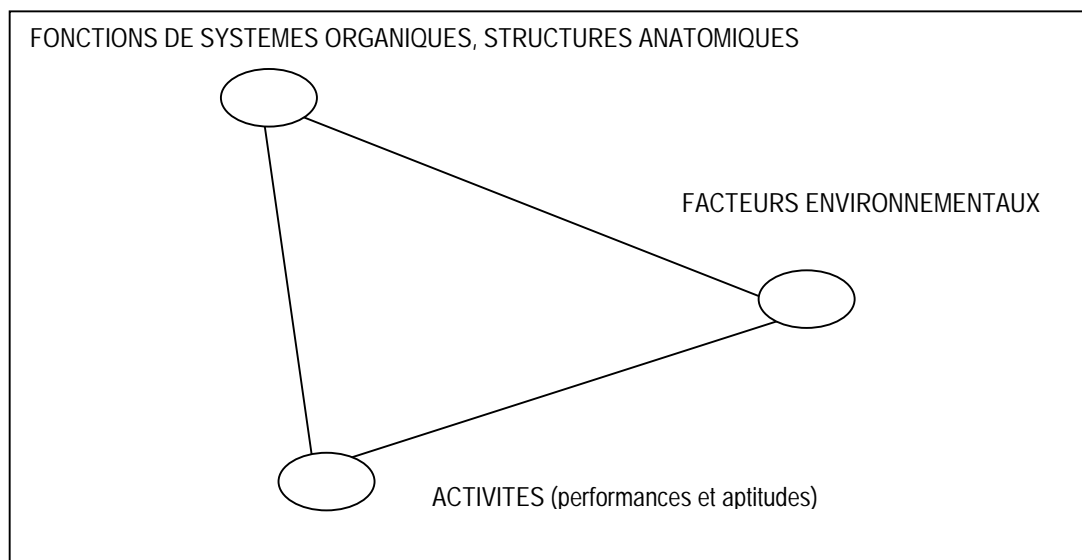 FONCTIONS DE SYSTEMES ORGANIQUES, STRUCTURES ANATOMIQUES
FACTEURS ENVIRONNEMENTAUX
ACTIVITES (performances et aptitudes)